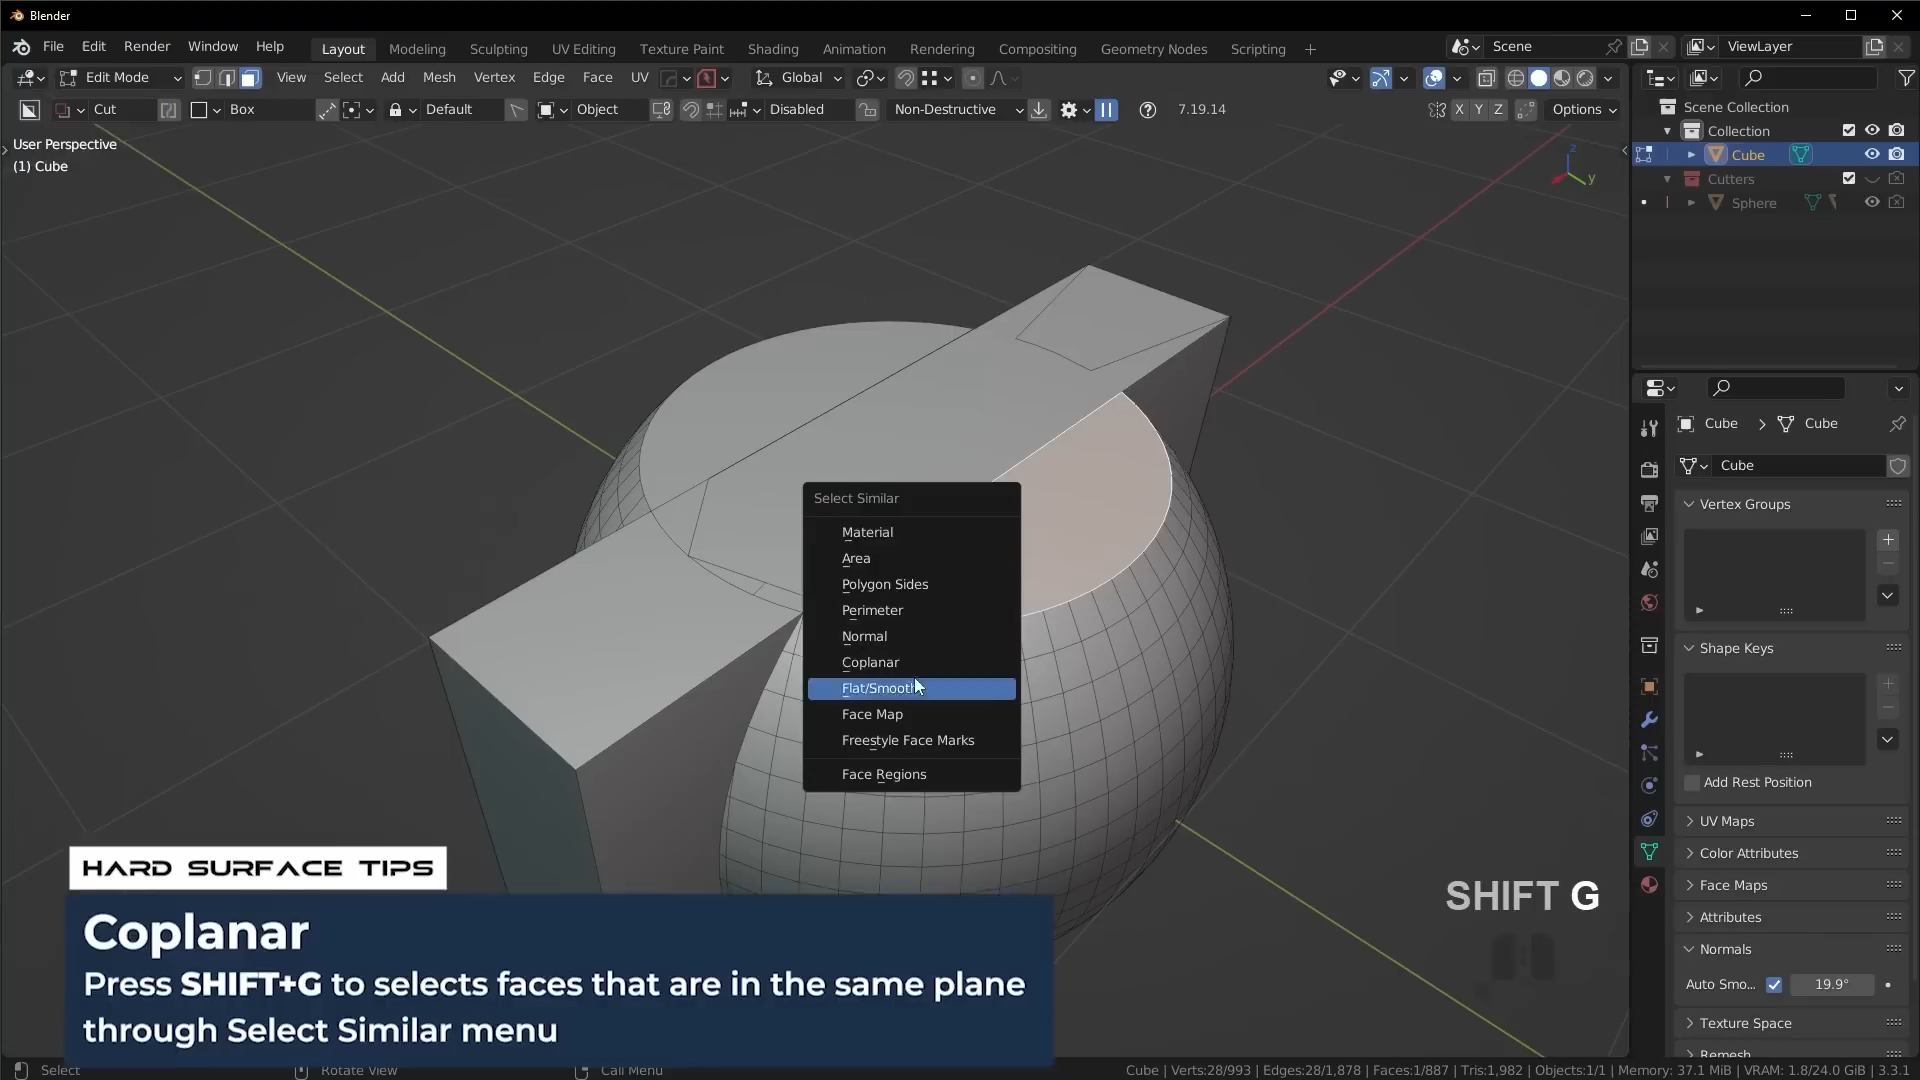 Blender
File Edit Render Window Help
Layout Modeling Sculpting UV Editing Texture Paint Shading Animation Rendering Compositing Geometry Nodes Scripting +
Scene
ViewLayer
Edit Mode View Select Add Mesh Vertex Edge Face UV Global
Cut Box Default Object Disabled Non-Destructive 7.19.14 X Y Z Options
User Perspective
(1) Cube
z
y
Scene Collection
Collection
Cube
Cutters
Sphere
Cube > Cube
Cube
Vertex Groups
Shape Keys
Add Rest Position
UV Maps
Color Attributes
Face Maps
Attributes
Normals
Auto Smo... 19.9°
Texture Space
Remesh
Select Similar
Material
Area
Polygon Sides
Perimeter
Normal
Coplanar
Flat/Smooth
Face Map
Freestyle Face Marks
Face Regions
SHIFT G
HARD SURFACE TIPS
Coplanar
Press SHIFT+G to selects faces that are in the same plane
through Select Similar menu
Select Rotate View Call Menu
Cube | Verts:28/993 | Edges:28/1,878 | Faces:1/887 | Tris:1,982 | Objects:1/1 | Memory: 37.1 MiB | VRAM: 1.8/24.0 GiB | 3.3.1